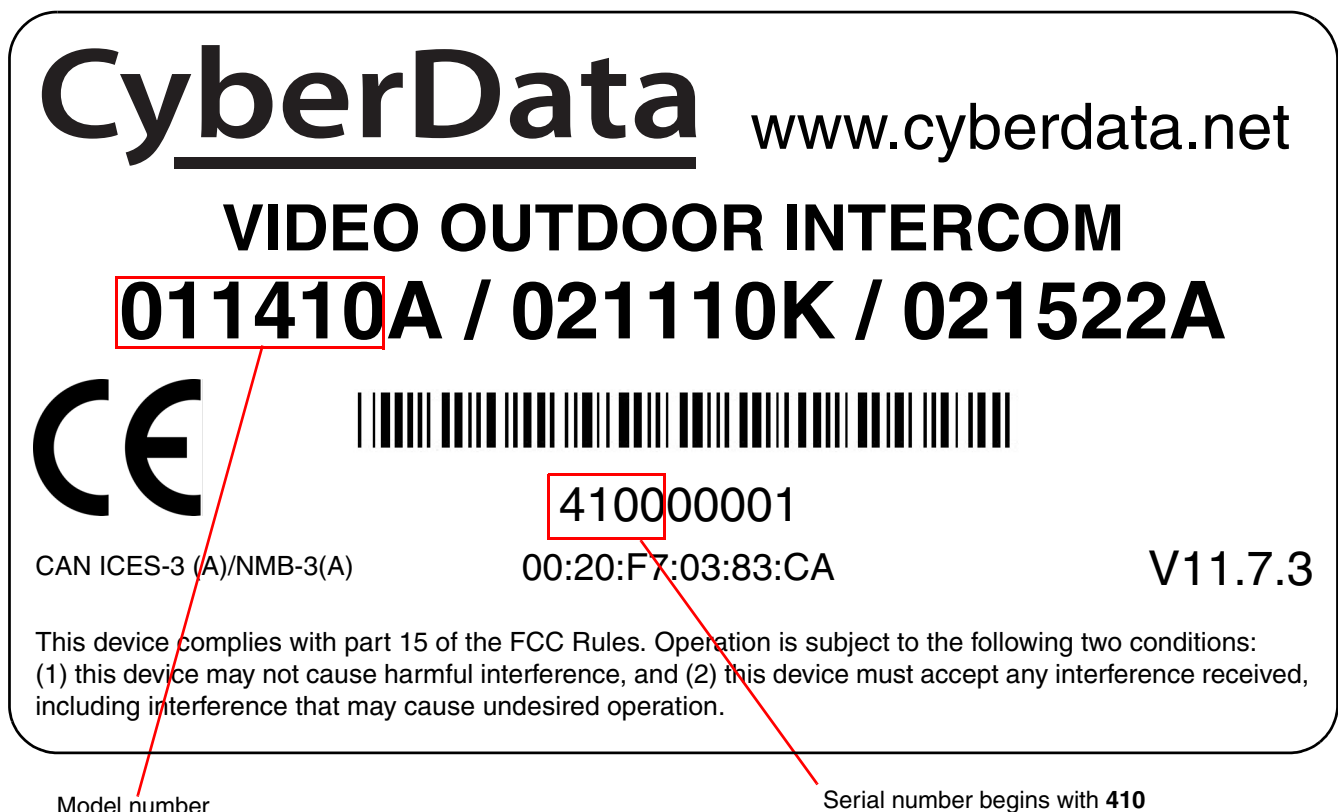 CyberData www.cyberdata.net
VIDEO OUTDOOR INTERCOM
011410A / 021110K / 021522A
CE
410000001
CAN ICES-3 (A)/NMB-3(A) 00:20:F7:03:83:CA V11.7.3
This device complies with part 15 of the FCC Rules. Operation is subject to the following two conditions:
(1) this device may not cause harmful interference, and (2) this device must accept any interference received,
including interference that may cause undesired operation.
Model number Serial number begins with 410